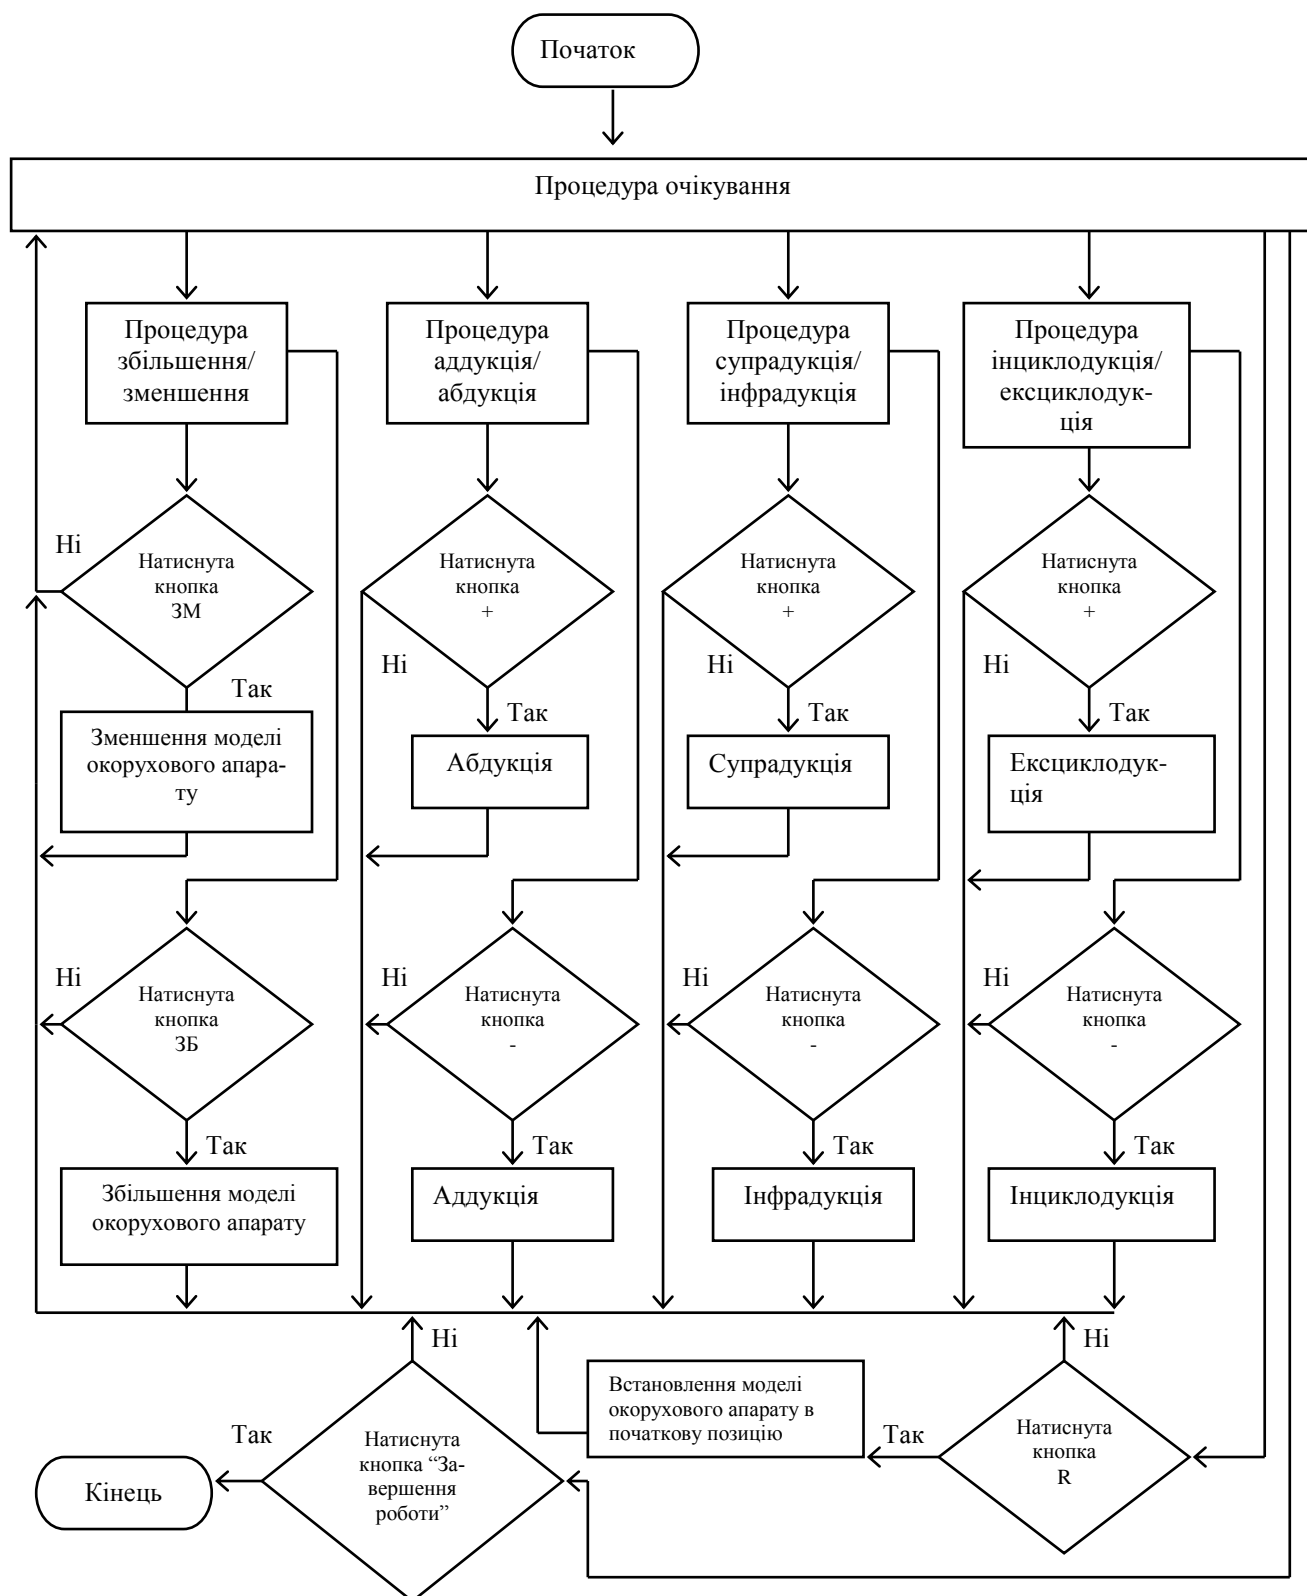 Початок
Процедура очікування
Процедура
збільшення/
зменшення
Процедура
аддукція/
абдукція
Процедура
супрадукція/
інфрадукція
Процедура
інциклодукція/
ексциклодук-
ція
Ні
Натиснута
кнопка
ЗМ
Натиснута
кнопка
+
Натиснута
кнопка
+
Натиснута
кнопка
+
Ні
Ні
Ні
Так
Так
Так
Так
Зменшення моделі
окорухового апара-
ту
Абдукція
Супрадукція
Ексциклодук-
ція
Ні
Натиснута
кнопка
ЗБ
Ні
Натиснута
кнопка
-
Ні
Натиснута
кнопка
-
Ні
Натиснута
кнопка
-
Так
Так
Так
Так
Збільшення моделі
окорухового апарату
Аддукція
Інфрадукція
Інциклодукція
Ні
Ні
Встановлення моделі
окорухового апарату в
початкову позицію
Так
Натиснута
кнопка
R
Так
Натиснута
кнопка “За-
вершення
роботи”
Кінець